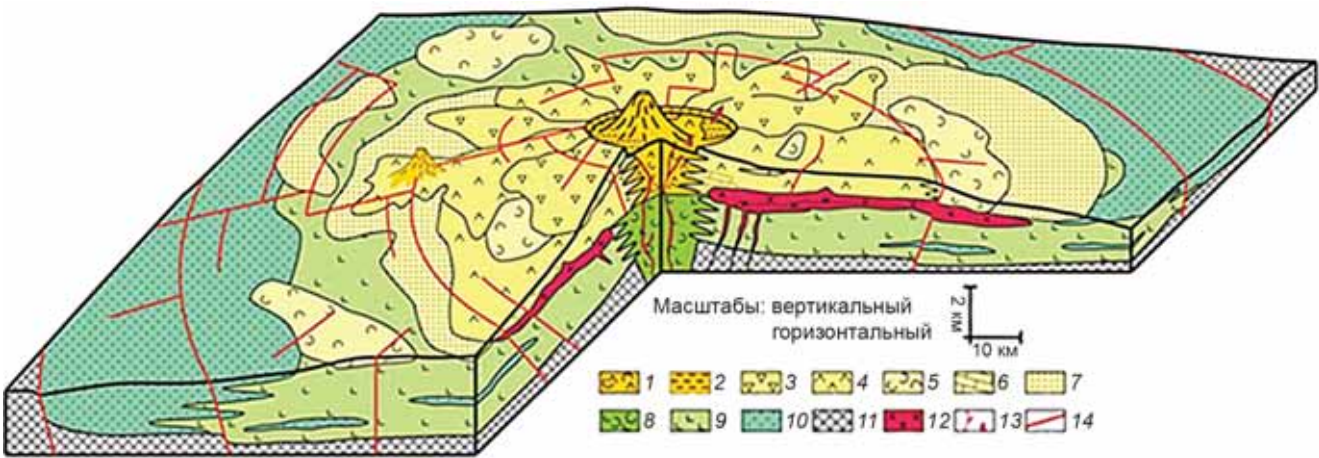 Масштабы: вертикальный
горизонтальный
2 км
10 км
1 2 3 4 5 6 7
8 9 10 11 12 13 14